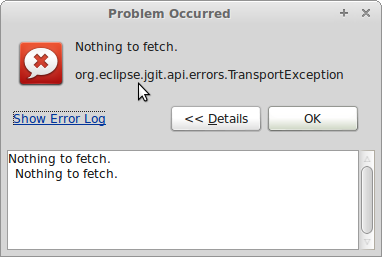 Problem Occurred
Nothing to fetch.
org.eclipse.jgit.api.errors.TransportException
Show Error Log
<< Details
OK
Nothing to fetch.
Nothing to fetch.